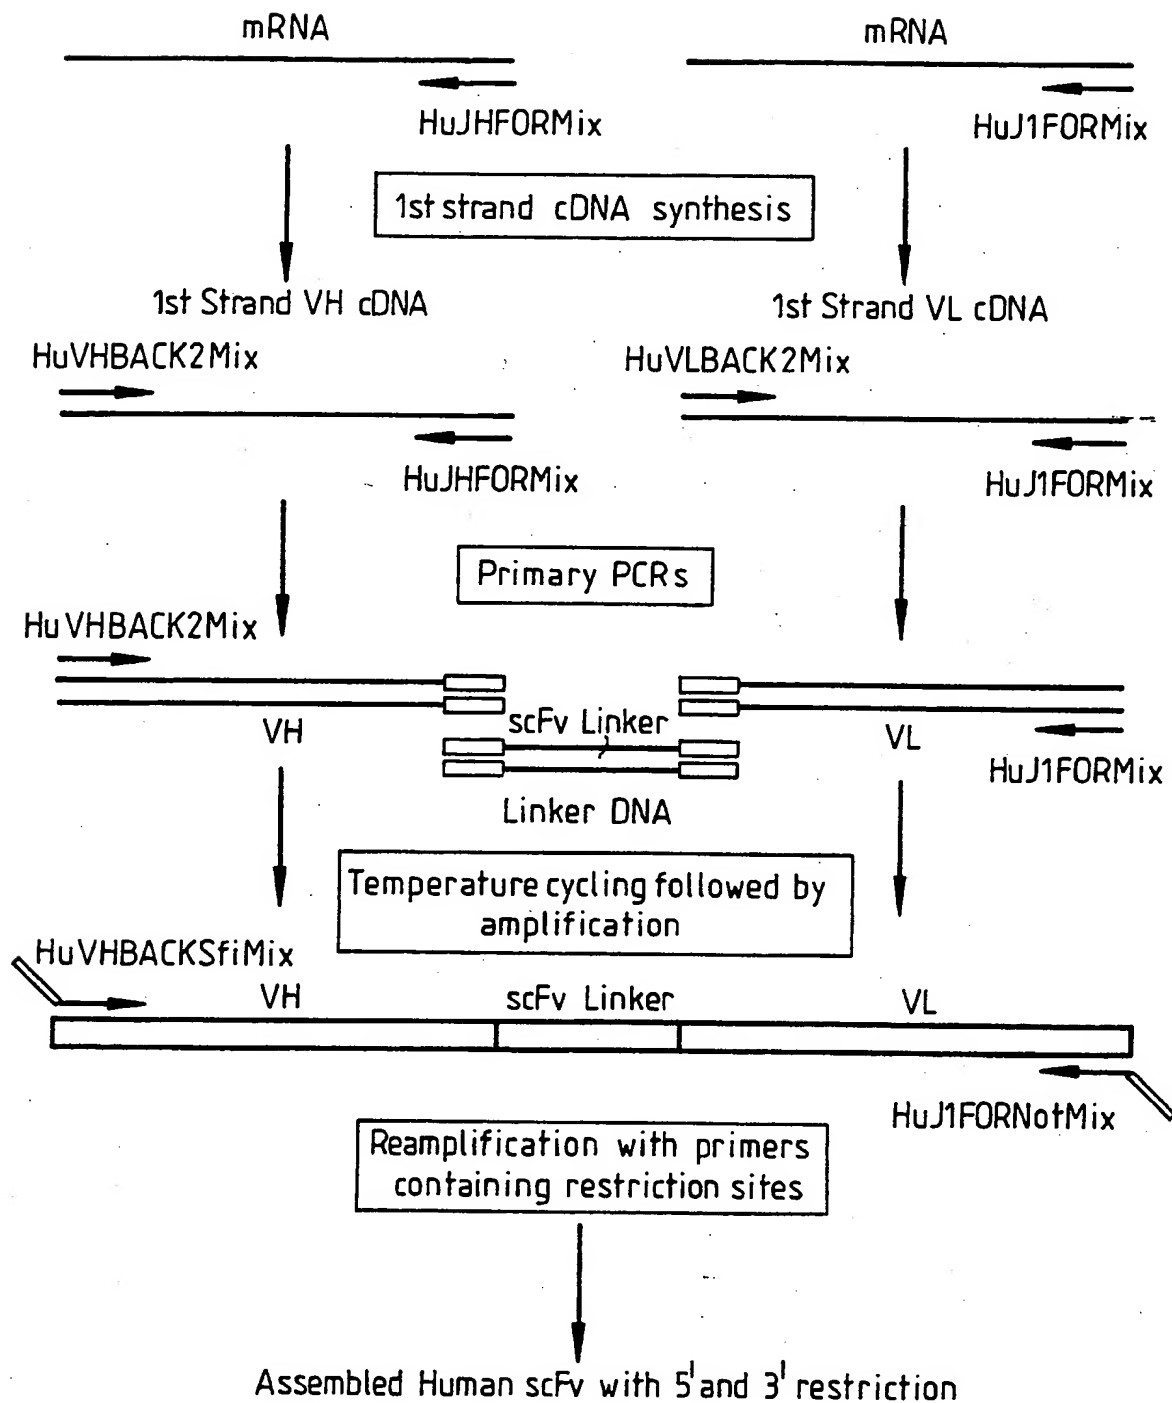 mRNA
mRNA
HuJHFORMix
HuJ1FORMix
1st strand cDNA synthesis
1st Strand VH cDNA
1st Strand VL cDNA
HuVHBACK2Mix
HuVLBACK2Mix
HuJHFORMix
HuJ1FORMix
Primary PCRs
HuVHBACK2Mix
scFv Linker
VH
VL
HuJ1FORMix
Linker DNA
Temperature cycling followed by
amplification
HuVHBACKSfiMix
VH
scFv Linker
VL
HuJ1FORNotMix
Reamplification with primers
containing restriction sites
Assembled Human scFv with 5' and 3' restriction